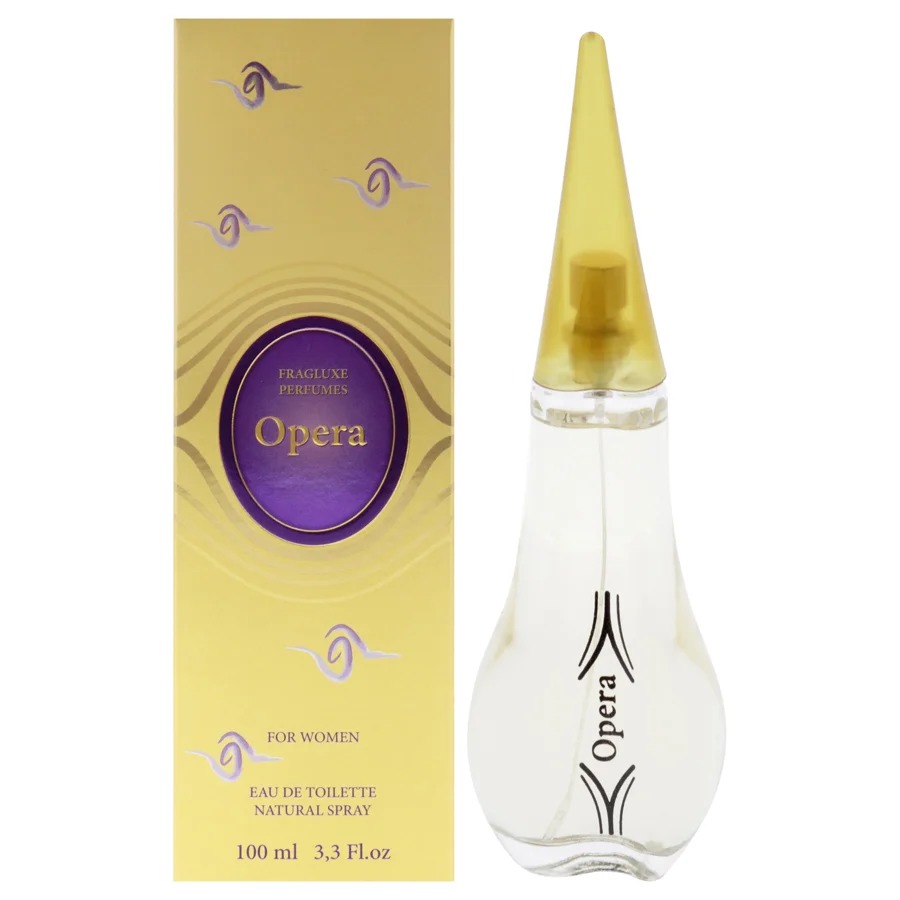 FRAGLUXE
PERFUMES
Opera
FOR WOMEN
EAU DE TOILETTE
NATURAL SPRAY
100 ml 3,3 Fl.oz
Opera